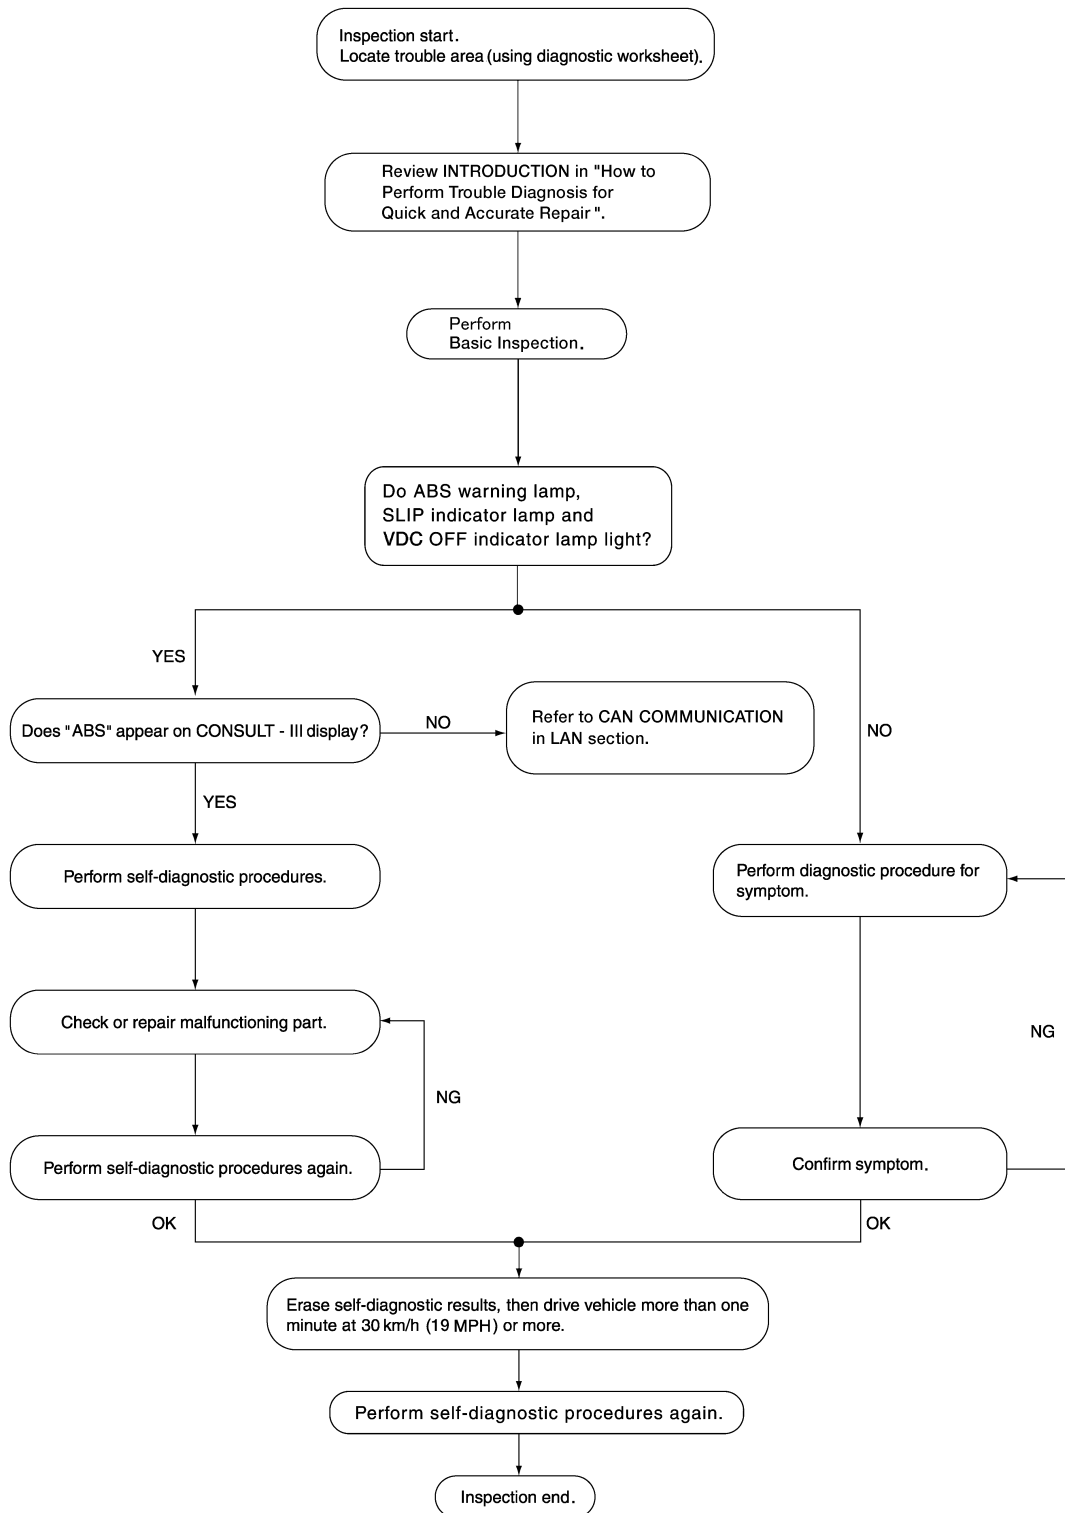 Inspection start.
Locate trouble area (using diagnostic worksheet).
Review INTRODUCTION in "How to
Perform Trouble Diagnosis for
Quick and Accurate Repair ".
Perform
Basic Inspection.
Do ABS warning lamp,
SLIP indicator lamp and
VDC OFF indicator lamp light?
YES
NO
Does "ABS" appear on CONSULT - III display?
NO
Refer to CAN COMMUNICATION
in LAN section.
YES
Perform self-diagnostic procedures.
Perform diagnostic procedure for
symptom.
Check or repair malfunctioning part.
NG
NG
Perform self-diagnostic procedures again.
Confirm symptom.
OK
OK
Erase self-diagnostic results, then drive vehicle more than one
minute at 30 km/h (19 MPH) or more.
Perform self-diagnostic procedures again.
Inspection end.